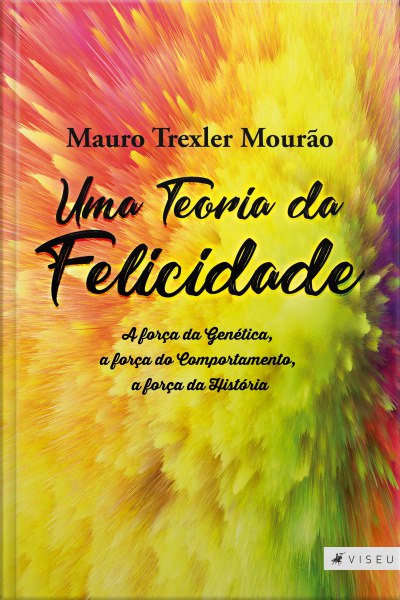 Mauro Trexler Mourão
Uma Teoria da
Felicidade
A força da Genética,
a força do Comportamento,
a força da História
VISEU